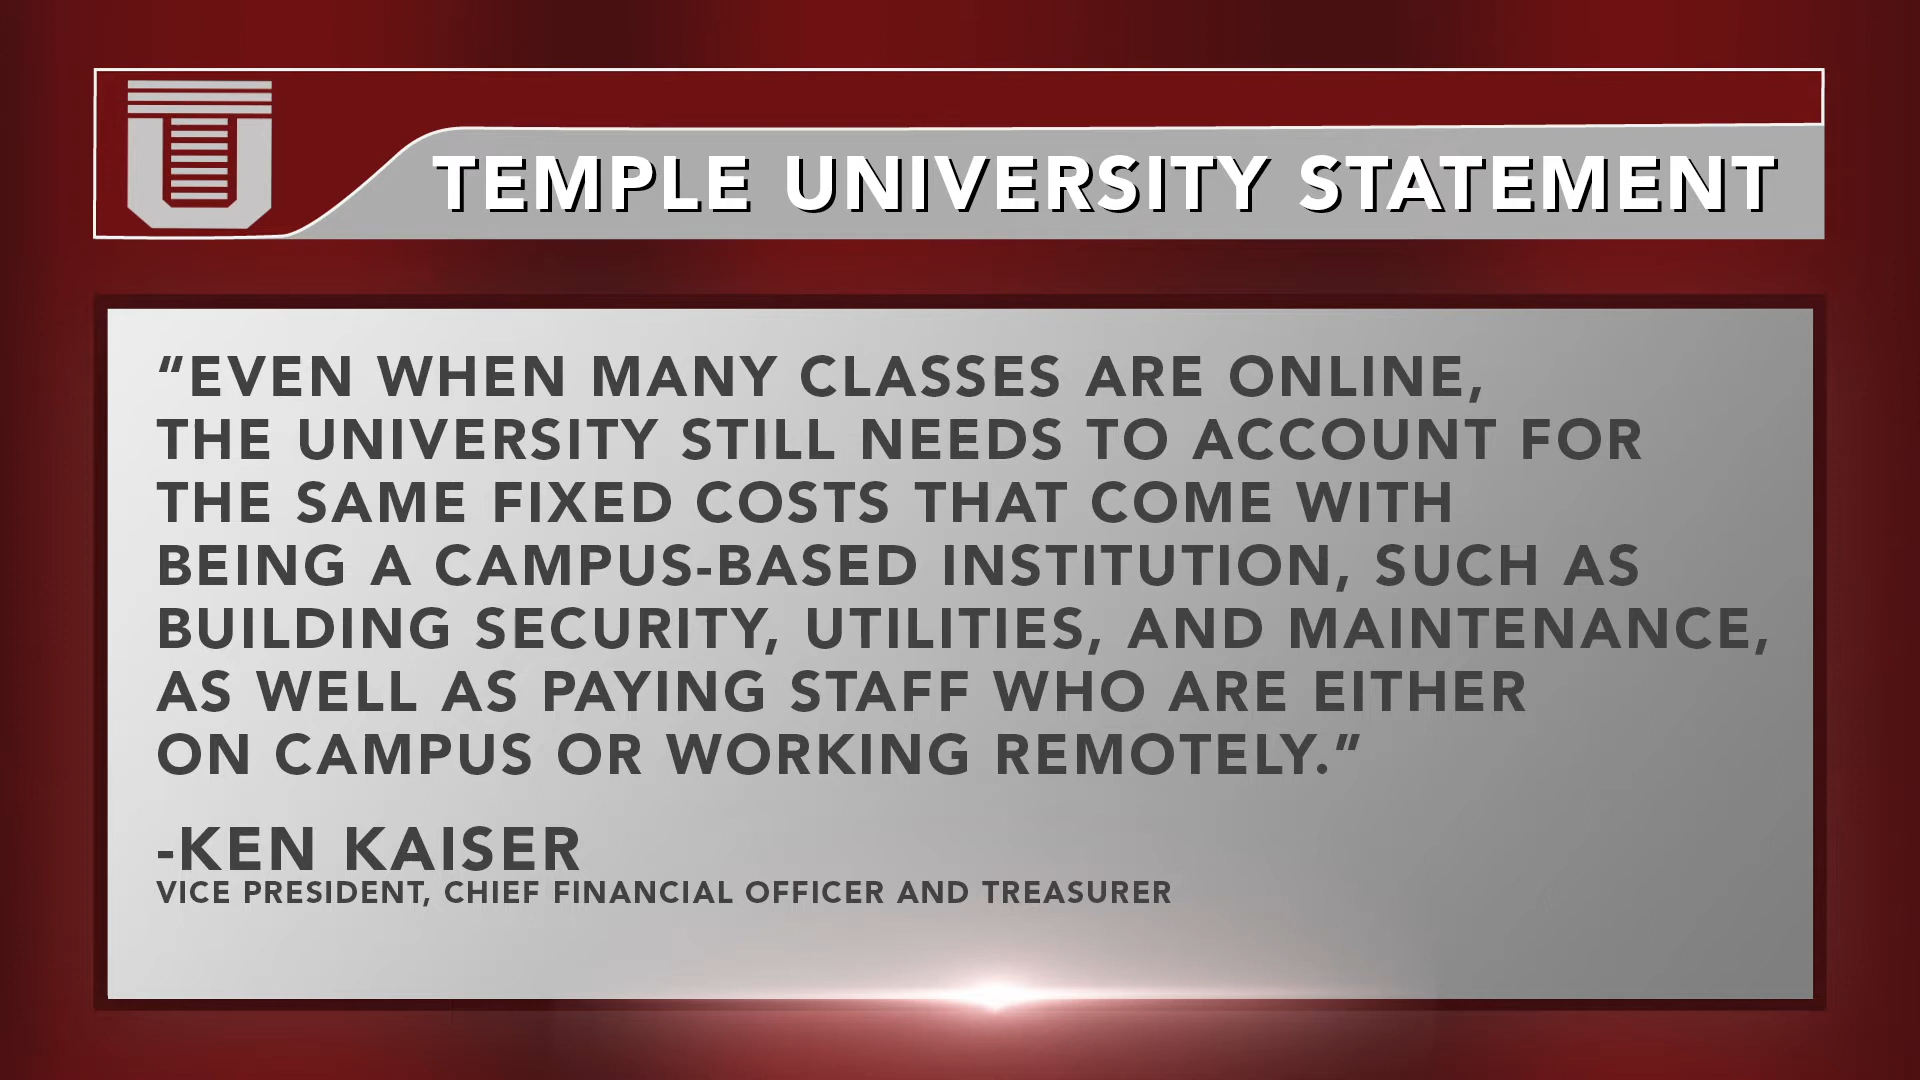 TEMPLE UNIVERSITY STATEMENT
“EVEN WHEN MANY CLASSES ARE ONLINE,
THE UNIVERSITY STILL NEEDS TO ACCOUNT FOR
THE SAME FIXED COSTS THAT COME WITH
BEING A CAMPUS-BASED INSTITUTION, SUCH AS
BUILDING SECURITY, UTILITIES, AND MAINTENANCE,
AS WELL AS PAYING STAFF WHO ARE EITHER
ON CAMPUS OR WORKING REMOTELY.”
-KEN KAISER
VICE PRESIDENT, CHIEF FINANCIAL OFFICER AND TREASURER